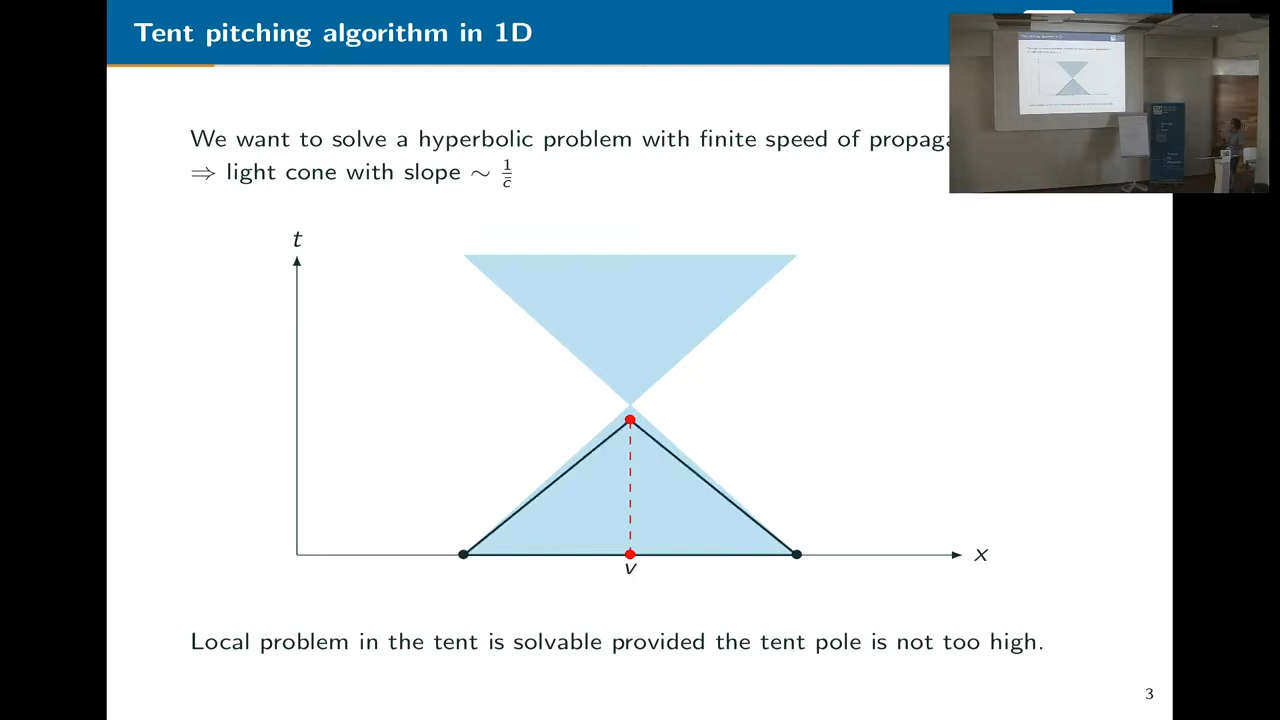 Tent pitching algorithm in 1D
We want to solve a hyperbolic problem with finite speed of
⇒ light cone with slope ∼ 1/c̄
t
x
v
Local problem in the tent is solvable provided the tent pole is not too high.
3